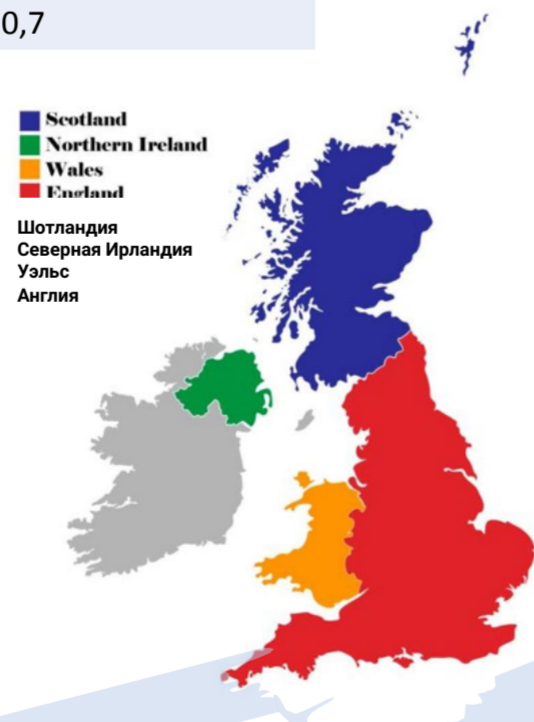 0,7
Scotland
Northern Ireland
Wales
England
Шотландия
Северная Ирландия
Уэльс
Англия